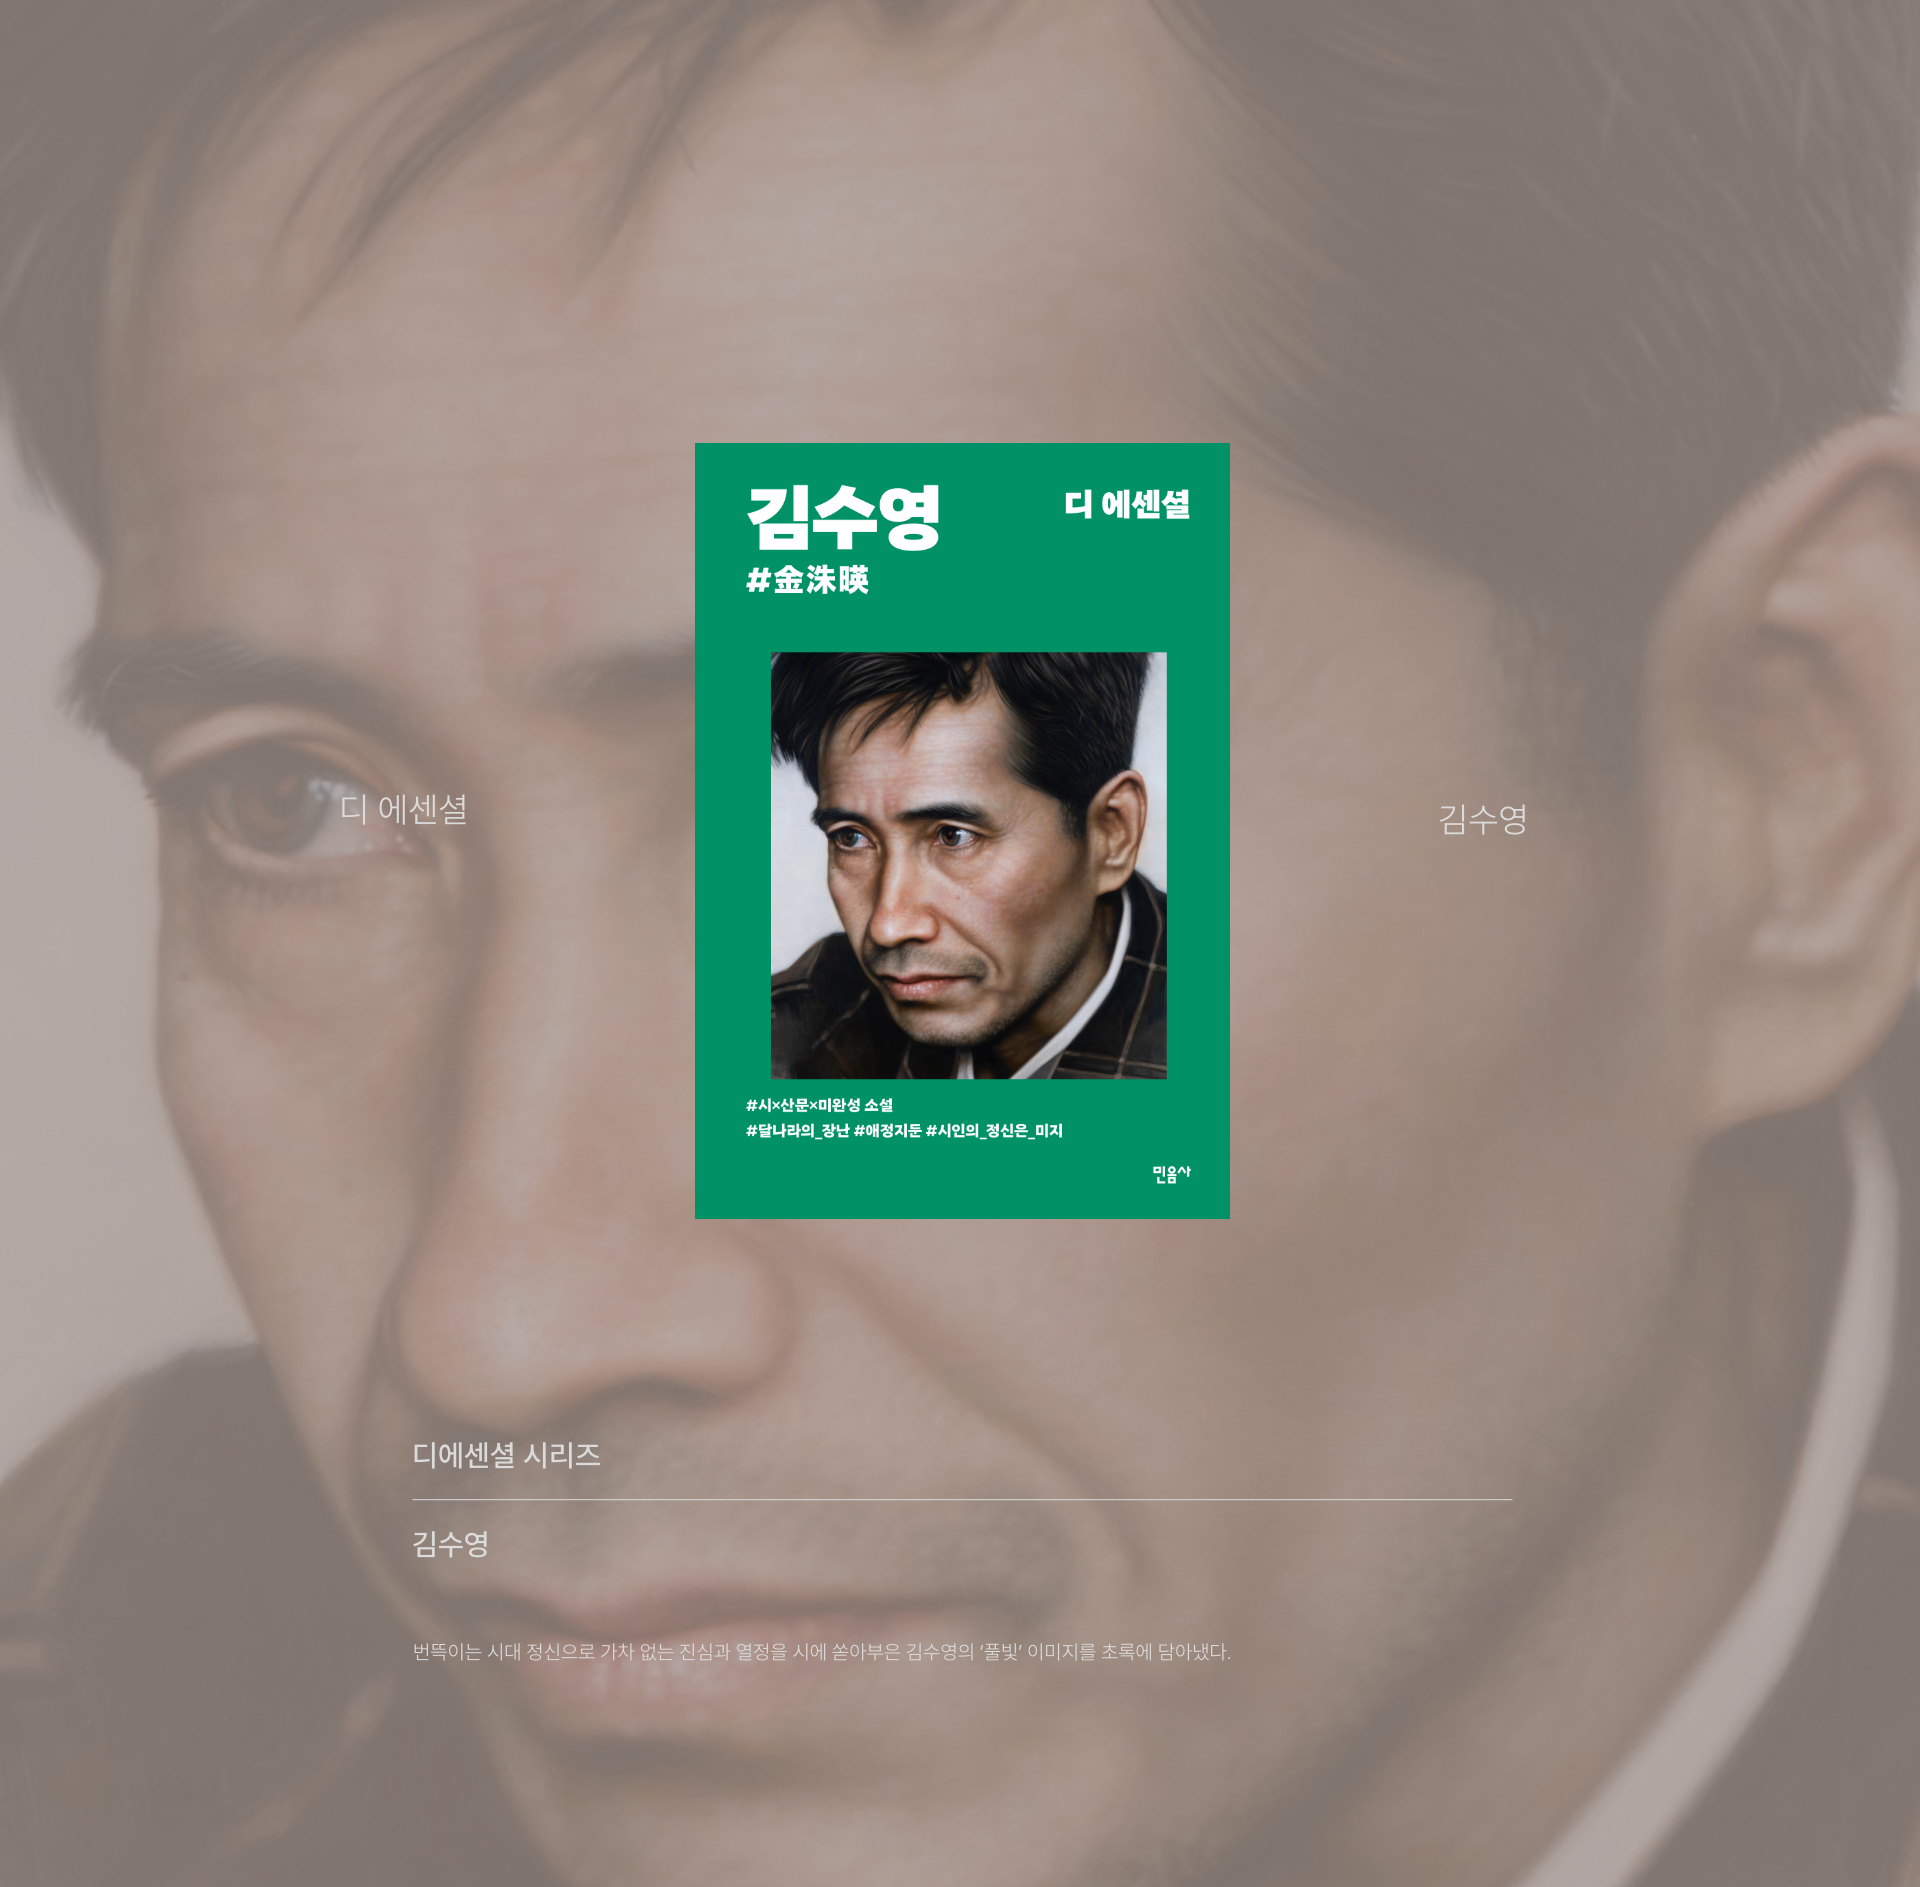 김수영
디 에센셜
#金洙暎
디 에센셜
김수영
#시×산문×미완성 소설
#달나라의_장난 #애정지둔 #시인의_정신은_미지
민음사
디에센셜 시리즈
김수영
번뜩이는 시대 정신으로 가차 없는 진심과 열정을 시에 쏟아부은 김수영의 ‘풀빛’ 이미지를 초록에 담아냈다.